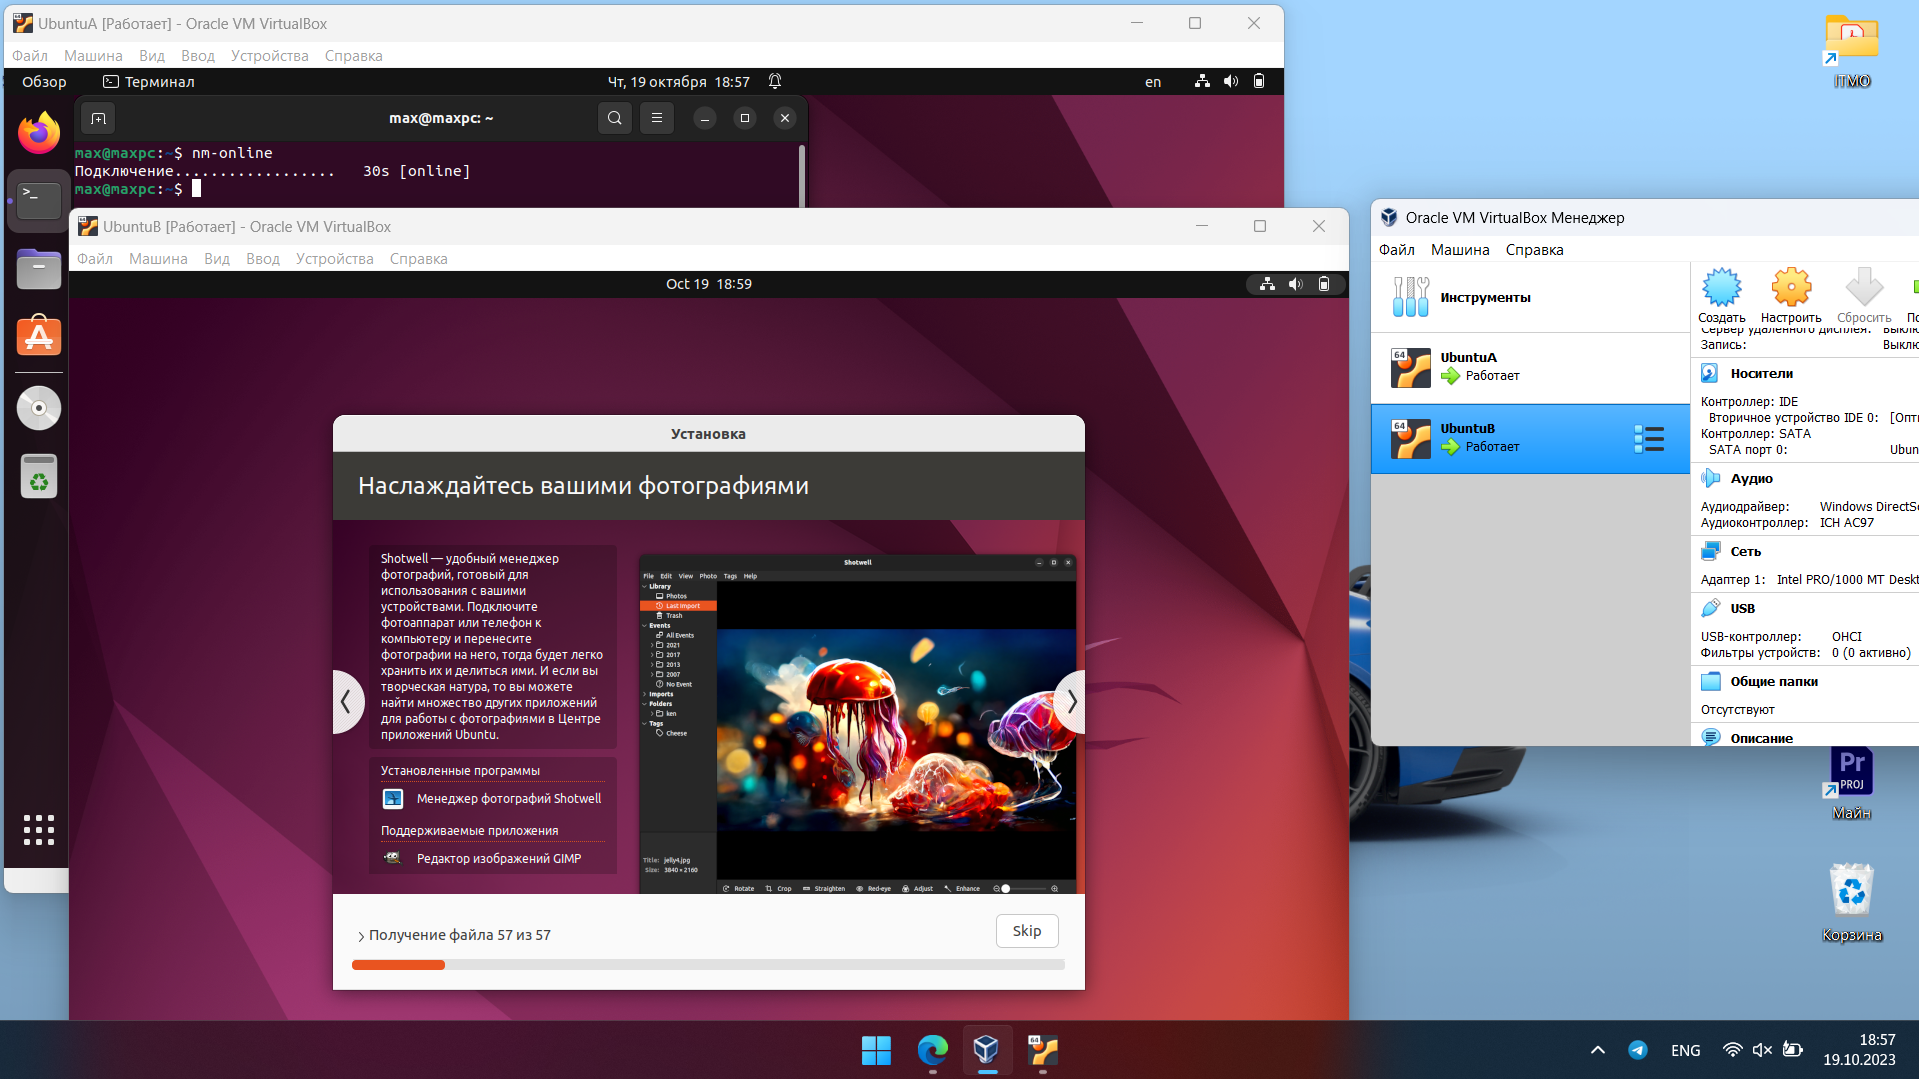 UbuntuA [Работает] - Oracle VM VirtualBox
Файл Машина Вид Ввод Устройства Справка
Обзор Терминал Чт, 19 октября 18:57 en
max@maxpc: ~
max@maxpc:~$ nm-online
Подключение.................. 30s [online]
max@maxpc:~$
UbuntuB [Работает] - Oracle VM VirtualBox
Файл Машина Вид Ввод Устройства Справка
Oct 19 18:59
Установка
Наслаждайтесь вашими фотографиями
Shotwell — удобный менеджер
фотографий, готовый для
использования с вашими
устройствами. Подключите
фотоаппарат или телефон к
компьютеру и перенесите
фотографии на него, тогда будет легко
хранить их и делиться ими. И если вы
творческая натура, то вы можете
найти множество других приложений
для работы с фотографиями в Центре
приложений Ubuntu.
Установленные программы
Менеджер фотографий Shotwell
Поддерживаемые приложения
Редактор изображений GIMP
Shotwell
File Edit View Photo Tags Help
Library
Photos
Last Import
Trash
Events
All Events
2021
2017
2013
2007
No Event
Imports
Folders
ken
Tags
Cheese
Title: jelly4.jpg
Size: 3840 × 2160
Rotate Crop Straighten Red-eye Adjust Enhance
Получение файла 57 из 57
Skip
Oracle VM VirtualBox Менеджер
Файл Машина Справка
Инструменты
64 UbuntuA
Работает
64 UbuntuB
Работает
Создать Настроить Сбросить По
Сервер удаленного дисплея: Выклю
Запись: Выклю
Носители
Контроллер: IDE
Вторичное устройство IDE 0: [Опти
Контроллер: SATA
SATA порт 0: Ubun
Аудио
Аудиодрайвер: Windows DirectSo
Аудиоконтроллер: ICH AC97
Сеть
Адаптер 1: Intel PRO/1000 MT Deskt
USB
USB-контроллер: OHCI
Фильтры устройств: 0 (0 активно)
Общие папки
Отсутствуют
Описание
ITMO
Pr
PROJ
Майн
Корзина
64
ENG
18:57
19.10.2023